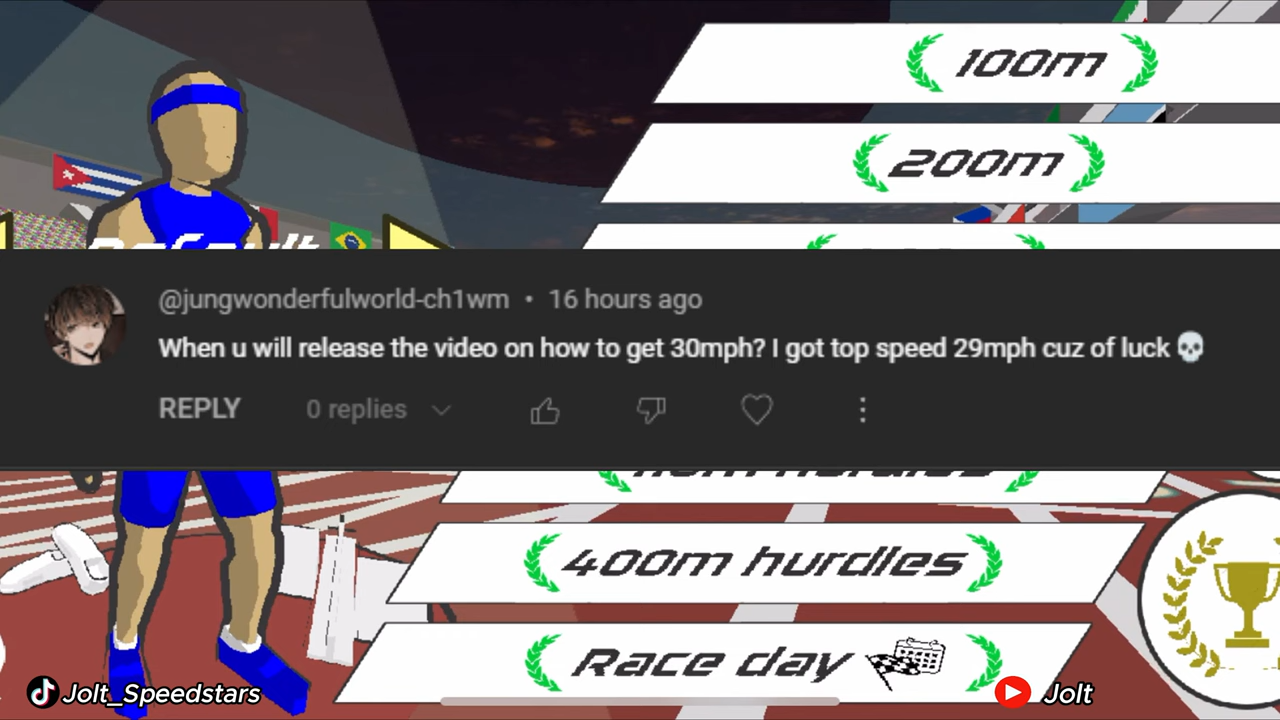 100m
200m
@jungwonderfulworld-ch1wm • 16 hours ago
When u will release the video on how to get 30mph? I got top speed 29mph cuz of luck 💀
REPLY
0 replies
hurdles
400m hurdles
Race day
Jolt_Speedstars
Jolt